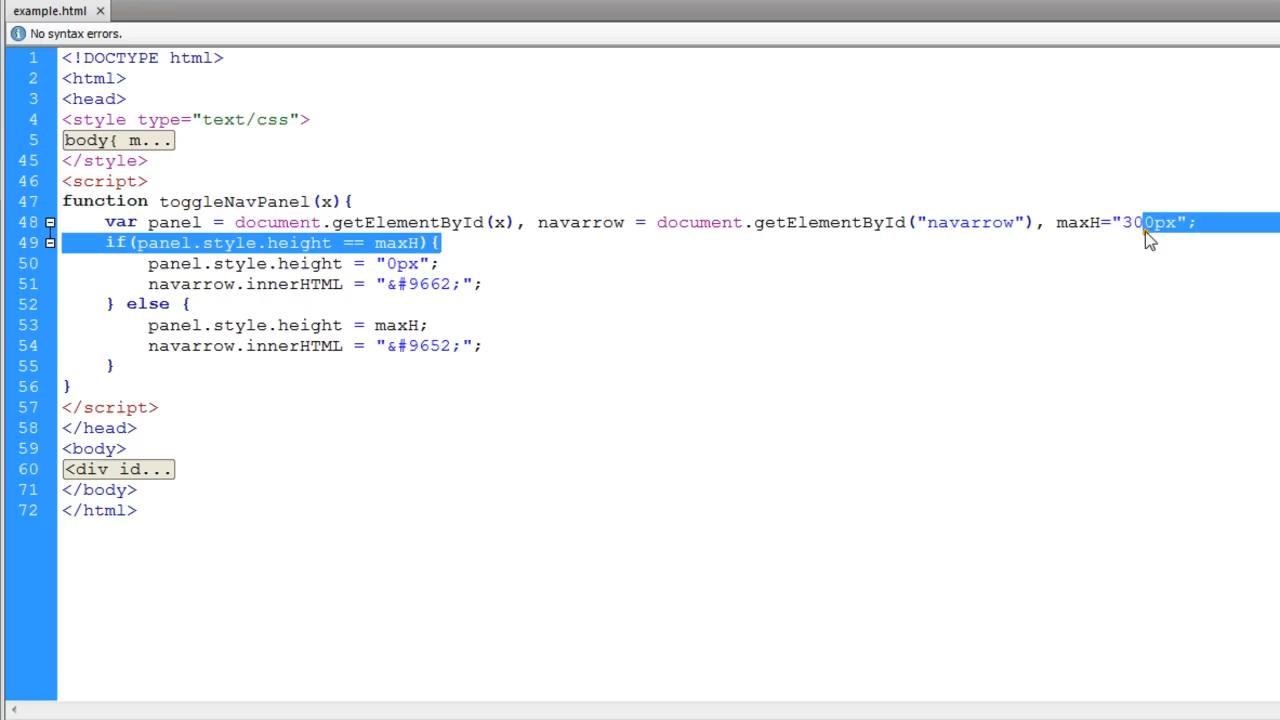 example.html ×
No syntax errors.
1 <!DOCTYPE html>
2 <html>
3 <head>
4 <style type="text/css">
5 body{ m...
45 </style>
46 <script>
47 function toggleNavPanel(x){
48 var panel = document.getElementById(x), navarrow = document.getElementById("navarrow"), maxH="300px";
49 if(panel.style.height == maxH){
50 panel.style.height = "0px";
51 navarrow.innerHTML = "&#9662;";
52 } else {
53 panel.style.height = maxH;
54 navarrow.innerHTML = "&#9652;";
55 }
56 }
57 </script>
58 </head>
59 <body>
60 <div id...
71 </body>
72 </html>